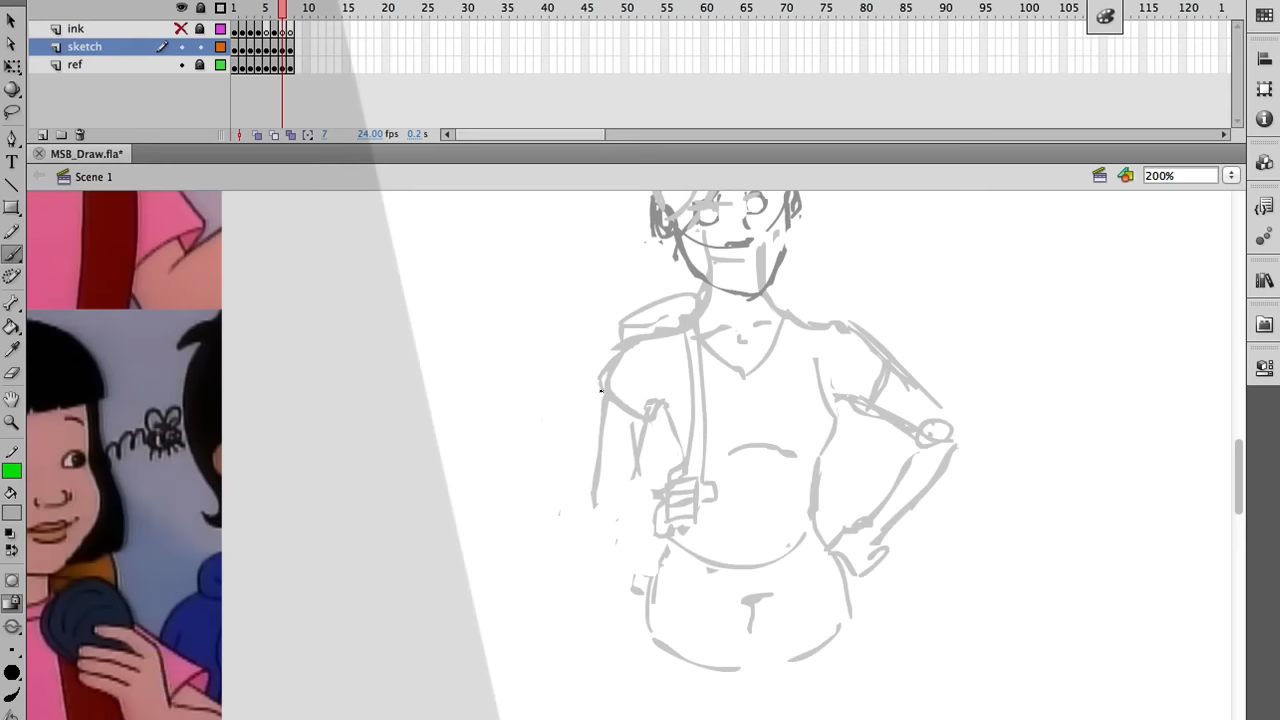 1 5 10 15 20 25 30 35 40 45 50 55 60 65 70 75 80 85 90 95 100 105 115 120 1
ink
sketch
ref
7 24.00 fps 0.2 s
MSB_Draw.fla*
Scene 1 200%
T